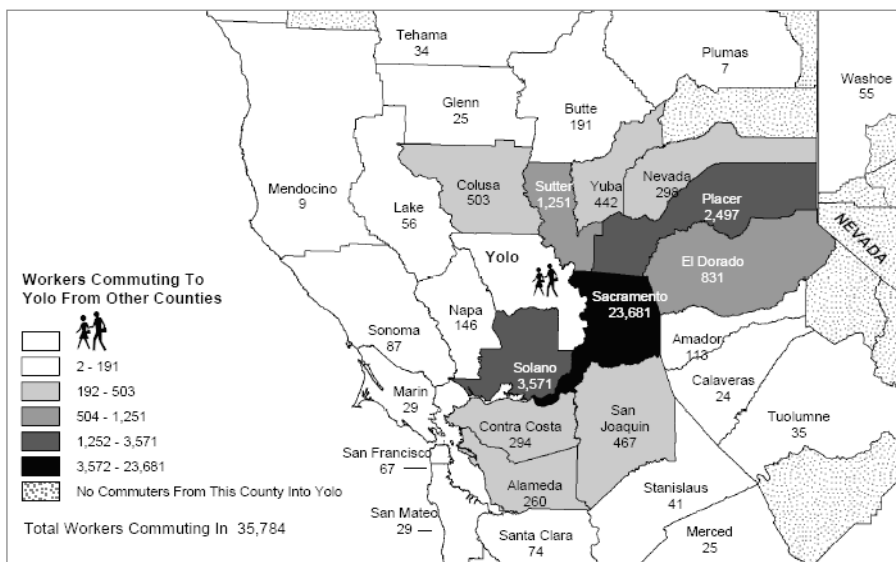 Tehama
34
Plumas
7
Washoe
55
Glenn
25
Butte
191
Mendocino
9
Lake
56
Colusa
503
Sutter
1,251
Yuba
442
Nevada
298
Placer
2,497
NEVADA
Yolo
El Dorado
831
Workers Commuting To
Yolo From Other Counties
2 - 191
192 - 503
504 - 1,251
1,252 - 3,571
3,572 - 23,681
No Commuters From This County Into Yolo
Total Workers Commuting In 35,784
Napa
146
Sonoma
87
Sacramento
23,681
Amador
113
Solano
3,571
Marin
29
Calaveras
24
Contra Costa
294
San
Joaquin
467
Tuolumne
35
San Francisco
67
Alameda
260
Stanislaus
41
San Mateo
29
Santa Clara
74
Merced
25